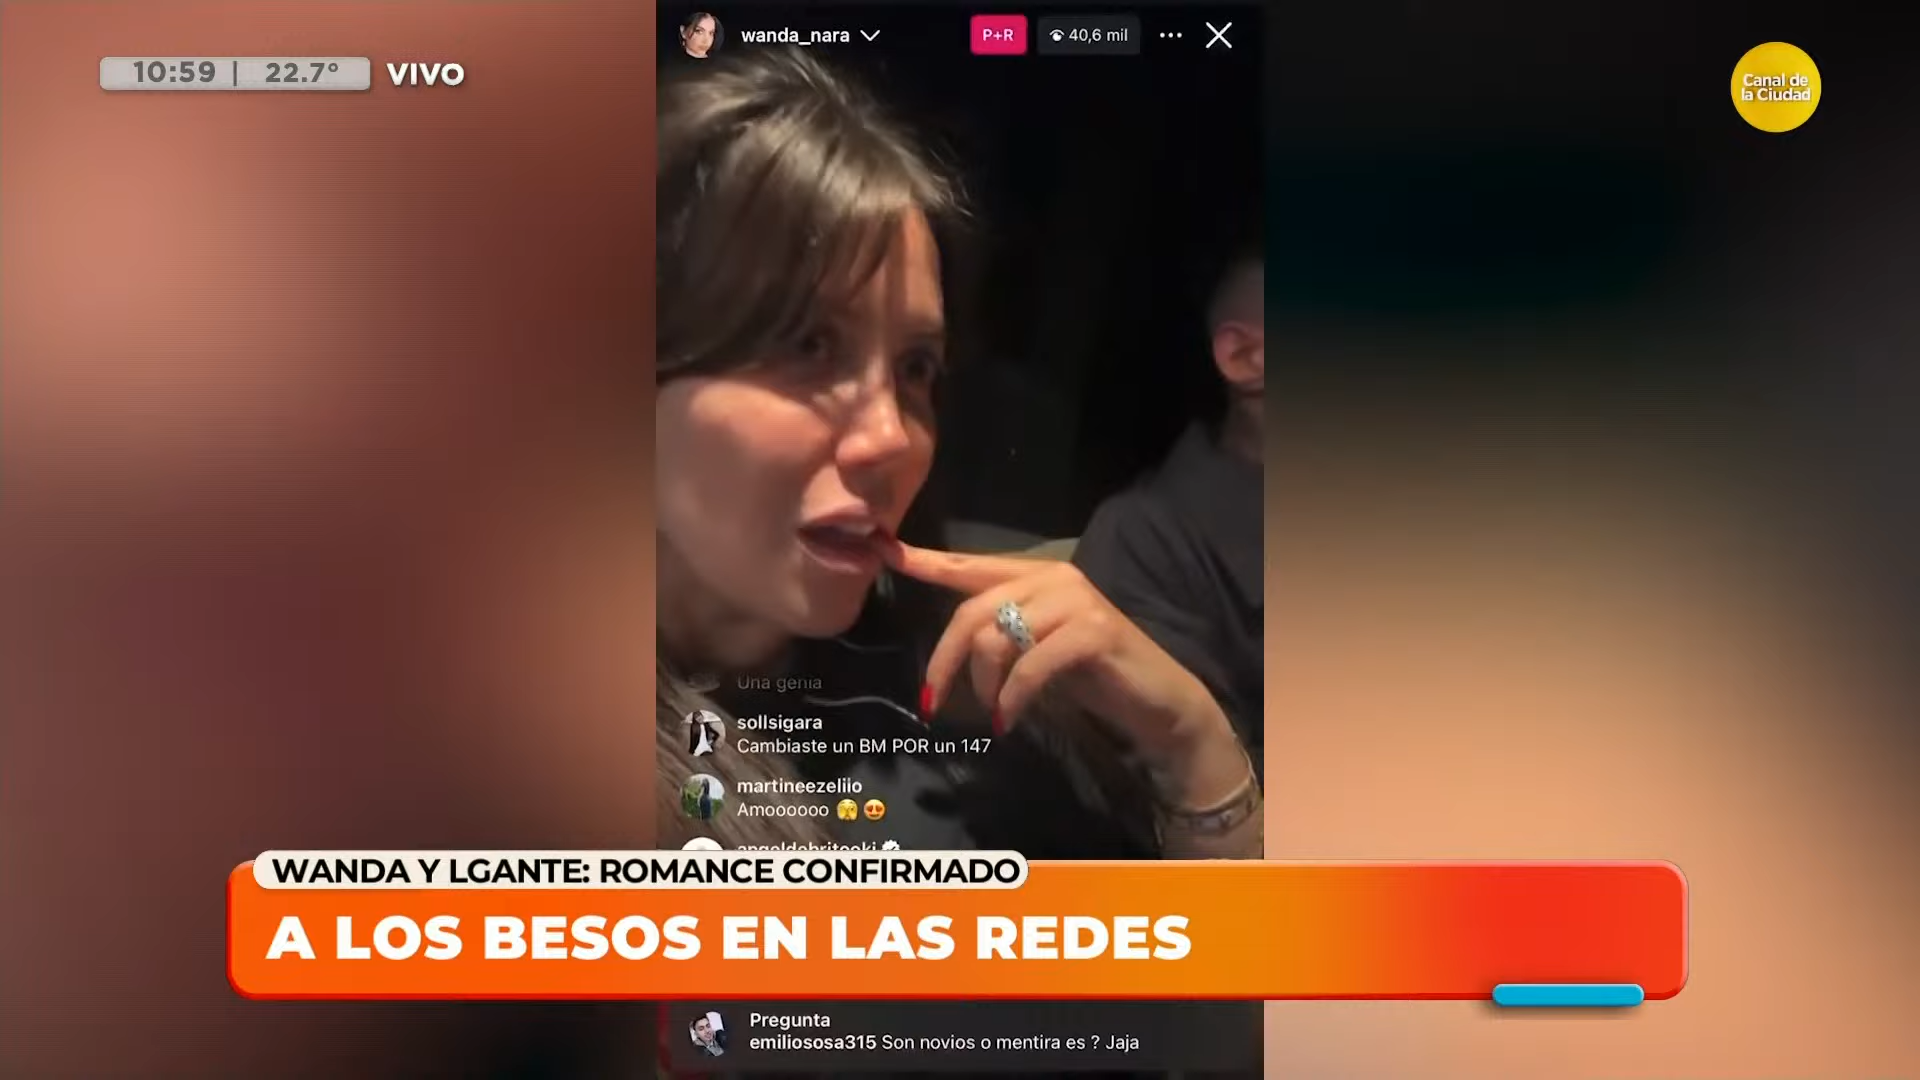 wanda_nara
P+R
40,6 mil
10:59 | 22.7° VIVO
Canal de
la Ciudad
Una genia
sollsigara
Cambiaste un BM POR un 147
martineezeliio
Amoooooo 🫣 😍
WANDA Y LGANTE: ROMANCE CONFIRMADO
A LOS BESOS EN LAS REDES
Pregunta
emiliososa315 Son novios o mentira es ? Jaja